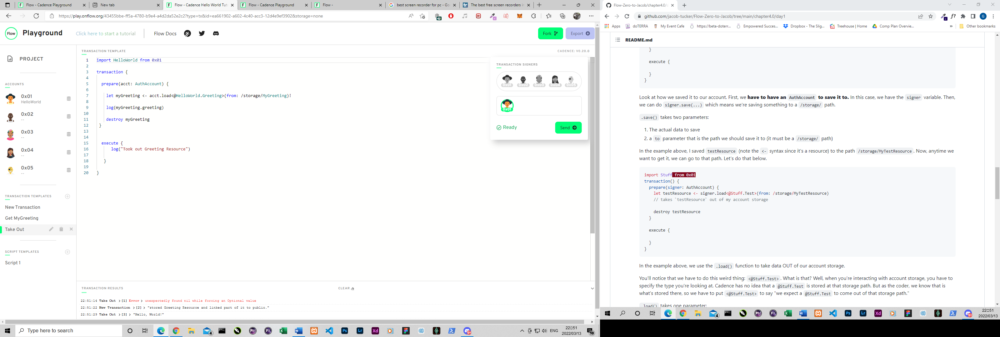 Flow - Cadence Playground
New tab
Flow - Cadence Hello World Tut
Flow - Cadence Playground
Flow -
best screen recorder for pc - Go
The best free screen recorders in
https://play.onflow.org/43455bbe-ff5a-4780-b9e4-a4d2da52e2c2?type=tx&id=ea661902-a602-4c40-acc3-12d4e9ef3902&storage=none
42
Flow
Playground
Click here to start a tutorial
Flow Docs
Fork
Export
PROJECT
ACCOUNTS
0x01
HelloWorld
0x02
--
0x03
--
0x04
--
0x05
--
TRANSACTION TEMPLATES
New Transaction
Get MyGreeting
Take Out
SCRIPT TEMPLATES
Script 1
TRANSACTION TEMPLATE
CADENCE: V0.20.0
1 import HelloWorld from 0x01
2
3 transaction {
4
5 prepare(acct: AuthAccount) {
6
7 let myGreeting <- acct.load<@HelloWorld.Greeting>(from: /storage/MyGreeting)!
8
9 log(myGreeting.greeting)
10
11 destroy myGreeting
12 }
13
14
15 execute {
16 log("Took out Greeting Resource")
17
18 }
19
20 }
TRANSACTION SIGNERS
0x01 0x02 0x03 0x04 0x05
0x01
Ready
Send
TRANSACTION RESULTS
CLEAR
22:51:14 Take Out > [1] Error > unexpectedly found nil while forcing an Optional value
22:51:22 New Transaction > [2] > "stored Greeting Resource and linked part of it to public."
22:51:29 Take Out > [3] > "Hello, World!"
Type here to search
4
9+
ENG
22:51
2022/03/13
10
Flow-Zero-to-Jacob/chapter4.0/
github.com/jacob-tucker/Flow-Zero-to-Jacob/tree/main/chapter4.0/day1
f?
G
Apps
doTERRA
My Event Cafe
https://beta-doterr...
Empowered Succes...
Dropbox - The Slig...
Treehouse | Home
Comp Plan Overvie...
»
Other bookmarks
README.md
}
execute {
}
}
Look at how we saved it to our account. First, we have to have an AuthAccount to save it to. In this case, we have the signer variable. Then,
we can do signer.save(...) which means we're saving something to a /storage/ path.
.save() takes two parameters:
1. The actual data to save
2. a to parameter that is the path we should save it to (it must be a /storage/ path)
In the example above, I saved testResource (note the <- syntax since it's a resource) to the path /storage/MyTestResource. Now, anytime we
want to get it, we can go to that path. Let's do that below.
import Stuff from 0x01
transaction() {
prepare(signer: AuthAccount) {
let testResource <- signer.load<@Stuff.Test>(from: /storage/MyTestResource)
// takes `testResource` out of my account storage
destroy testResource
}
execute {
}
}
In the example above, we use the .load() function to take data OUT of our account storage.
You'll notice that we have to do this weird thing: <@Stuff.Test>. What is that? Well, when you're interacting with account storage, you have to
specify the type you're looking at. Cadence has no idea that a @Stuff.Test is stored at that storage path. But as the coder, we know that is
what's stored there, so we have to put <@Stuff.Test> to say "we expect a @Stuff.Test to come out of that storage path."
.load() takes one parameter:
4
9+
22:51
2022/03/13